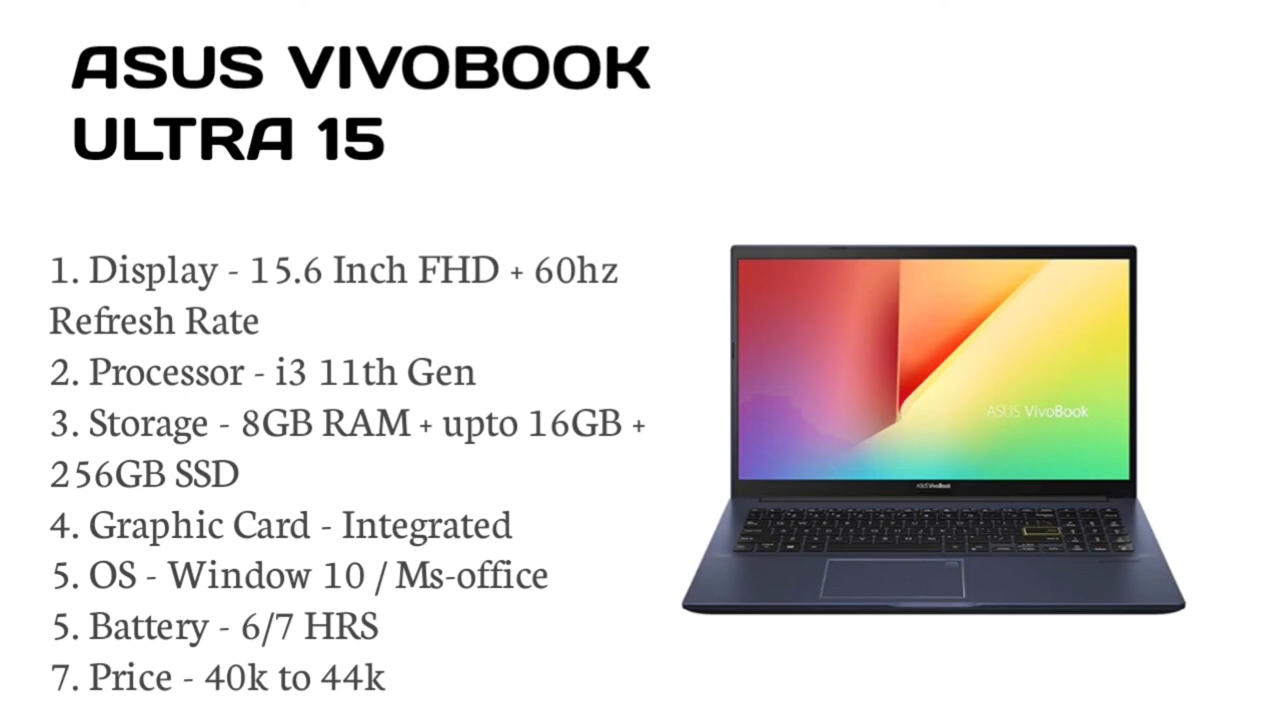 ASUS VIVOBOOK
ULTRA 15
1. Display - 15.6 Inch FHD + 60hz
Refresh Rate
2. Processor - i3 11th Gen
3. Storage - 8GB RAM + upto 16GB +
256GB SSD
4. Graphic Card - Integrated
5. OS - Window 10 / Ms-office
5. Battery - 6/7 HRS
7. Price - 40k to 44k
ASUS VivoBook
ASUS VivoBook